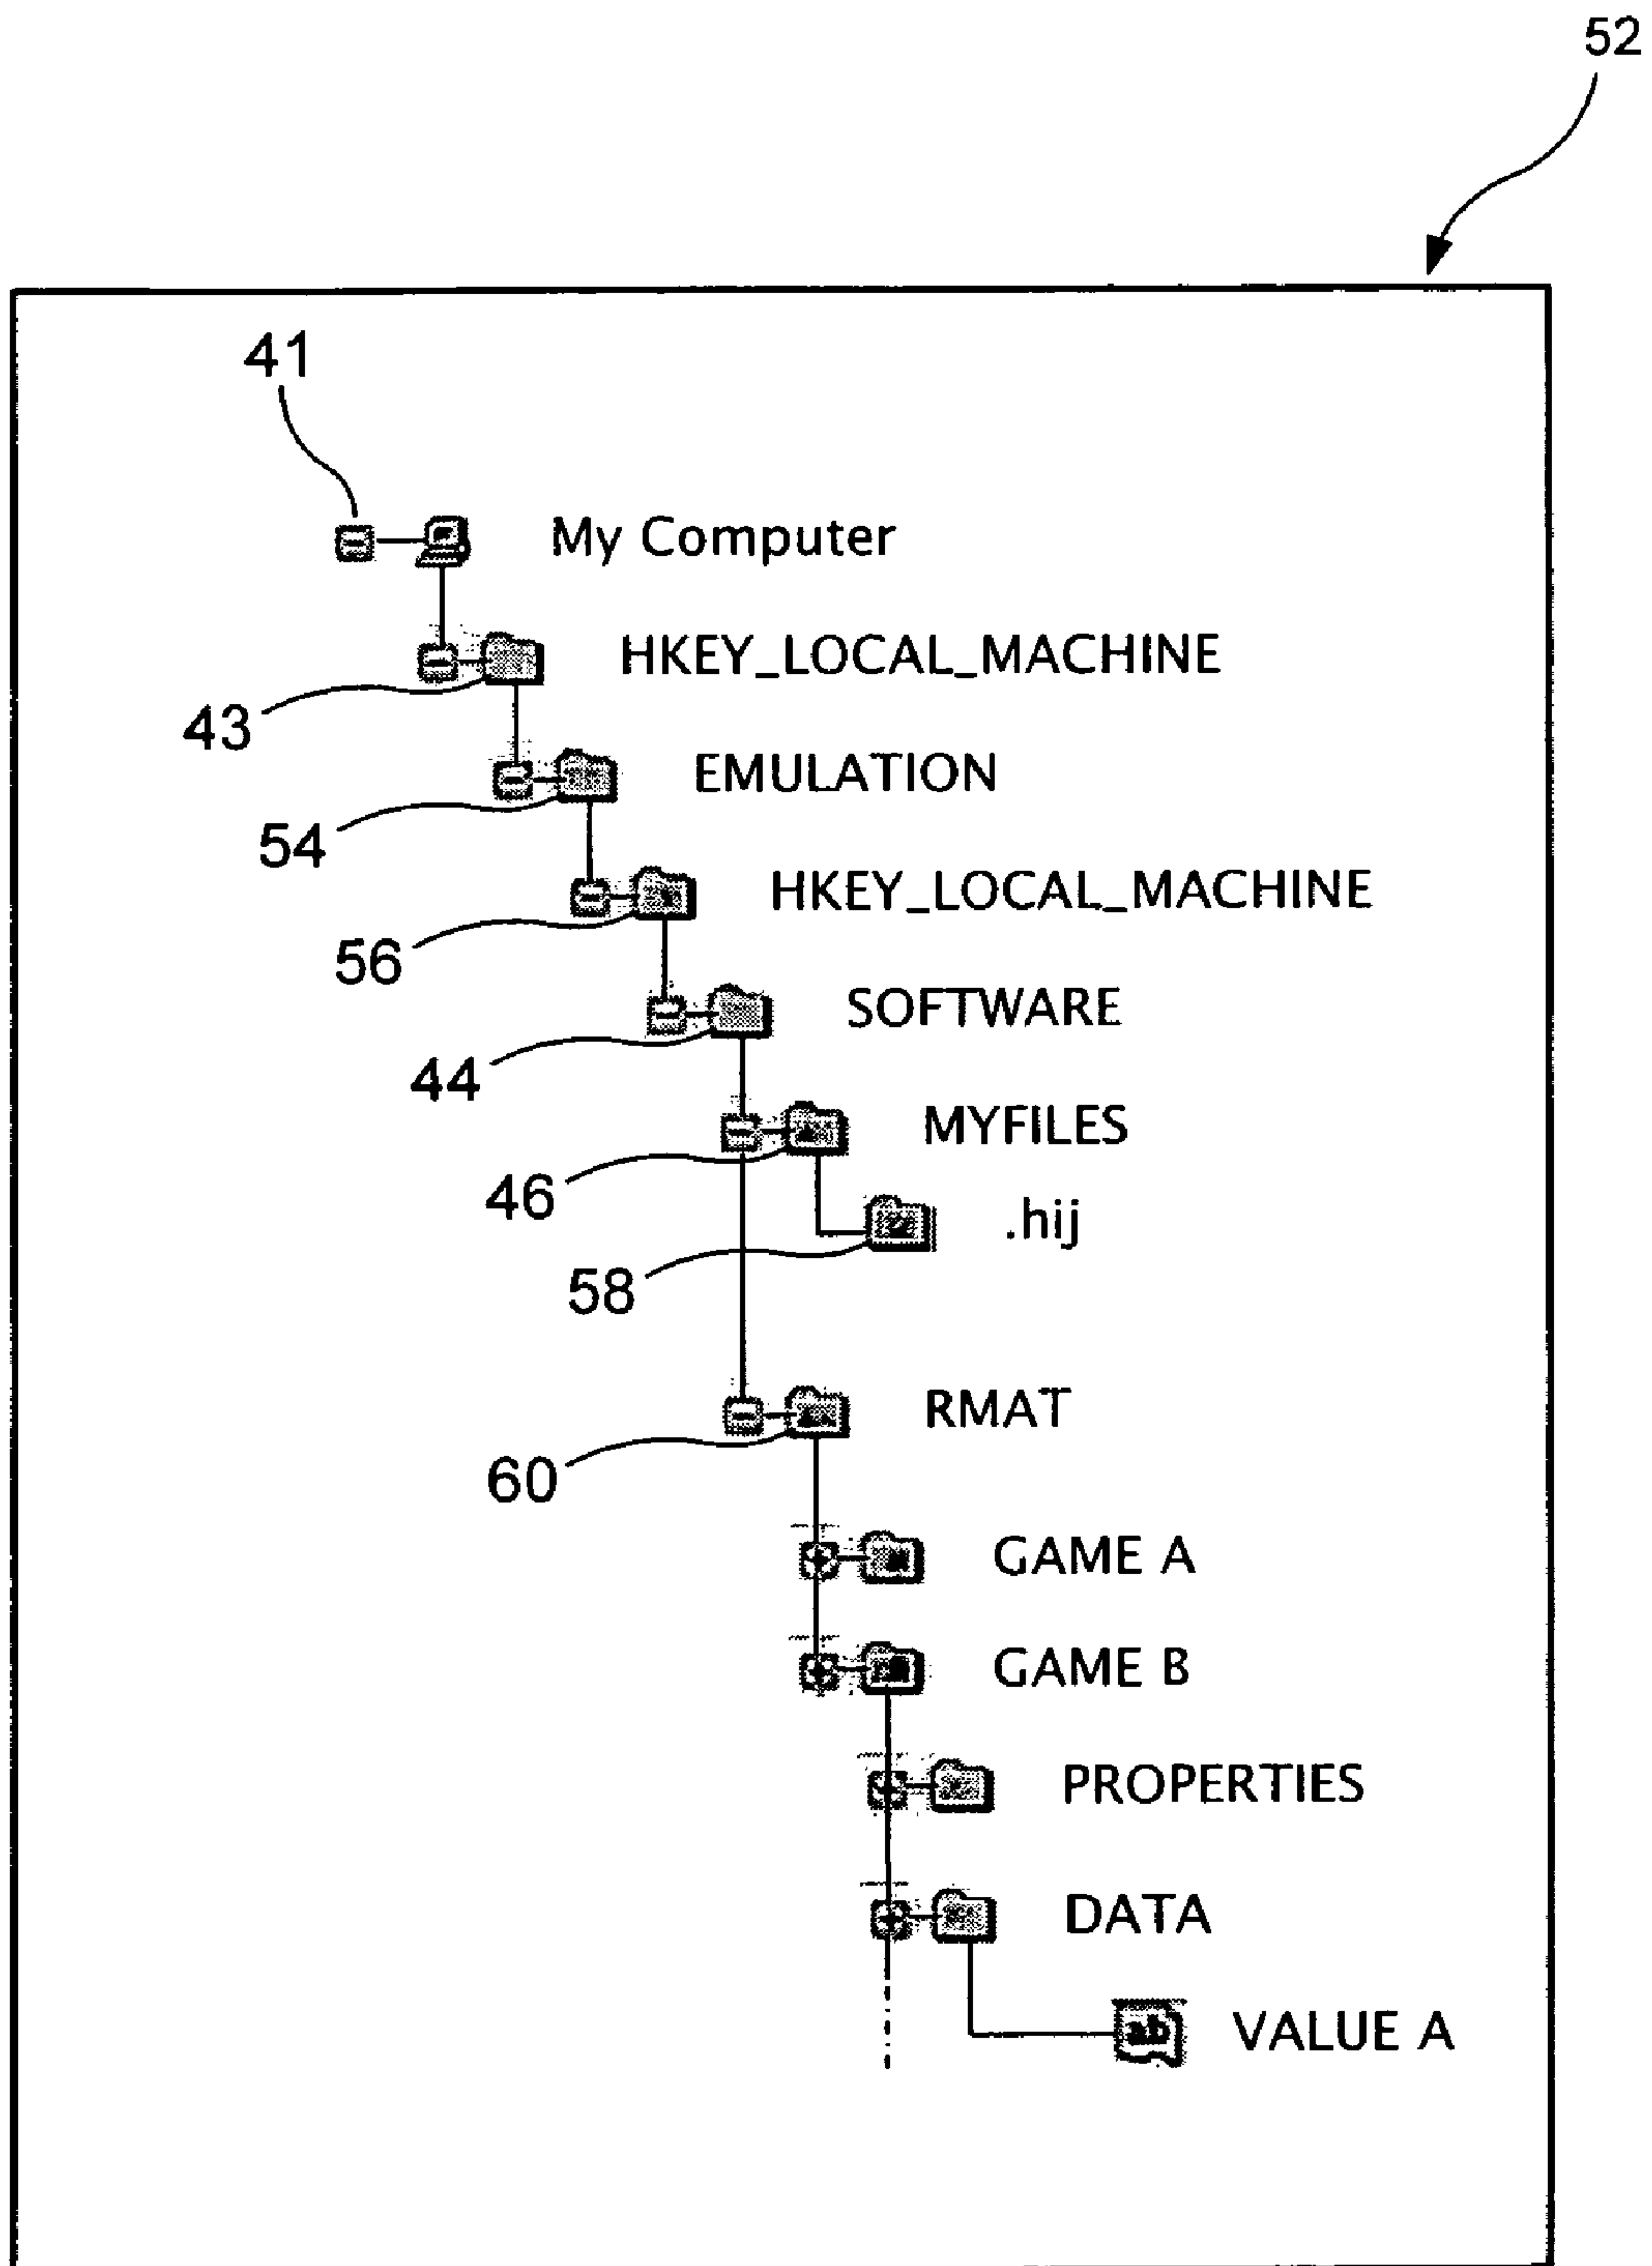 52
41
My Computer
HKEY_LOCAL_MACHINE
43
EMULATION
54
HKEY_LOCAL_MACHINE
56
SOFTWARE
44
MYFILES
46
.hij
58
RMAT
60
GAME A
GAME B
PROPERTIES
DATA
ab
VALUE A